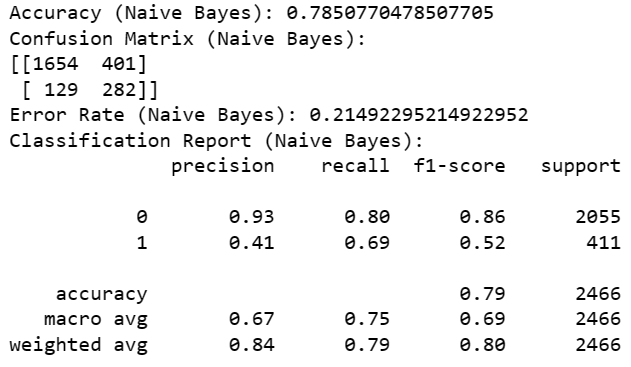 Accuracy (Naive Bayes): 0.7850770478507705
Confusion Matrix (Naive Bayes):
[[1654  401]
 [ 129  282]]
Error Rate (Naive Bayes): 0.21492295214922952
Classification Report (Naive Bayes):
              precision    recall  f1-score   support

           0       0.93      0.80      0.86      2055
           1       0.41      0.69      0.52       411

    accuracy                           0.79      2466
   macro avg       0.67      0.75      0.69      2466
weighted avg       0.84      0.79      0.80      2466